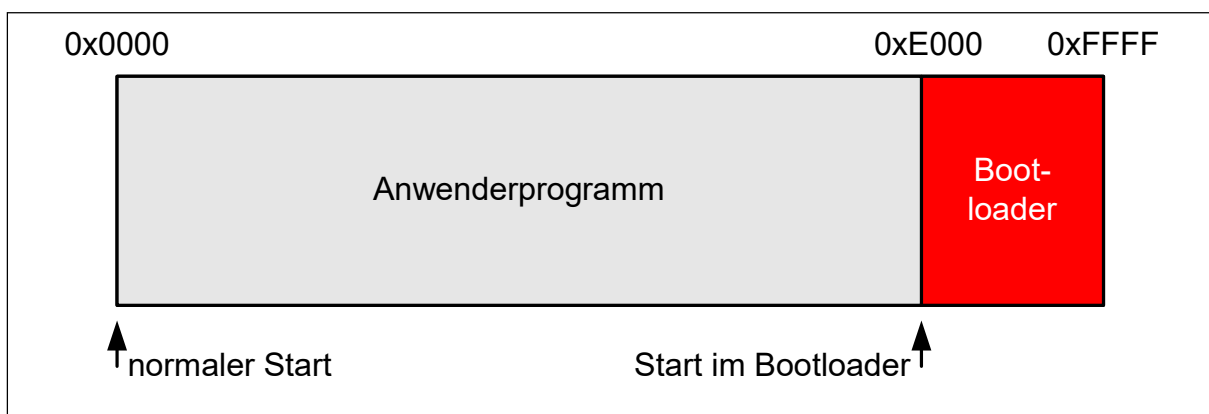 0x0000 0xE000 0xFFFF
Anwenderprogramm
Boot-
loader
normaler Start Start im Bootloader